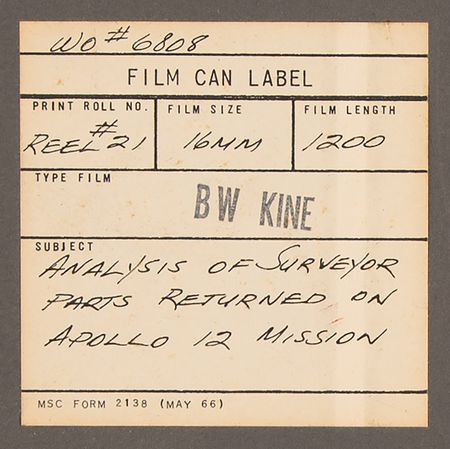 WO # 6808
FILM CAN LABEL
PRINT ROLL NO. FILM SIZE FILM LENGTH
REEL # 21 16MM 1200
TYPE FILM
BW KINE
SUBJECT
ANALYSIS OF SURVEYOR
PARTS RETURNED ON
APOLLO 12 MISSION
MSC FORM 2138 (MAY 66)